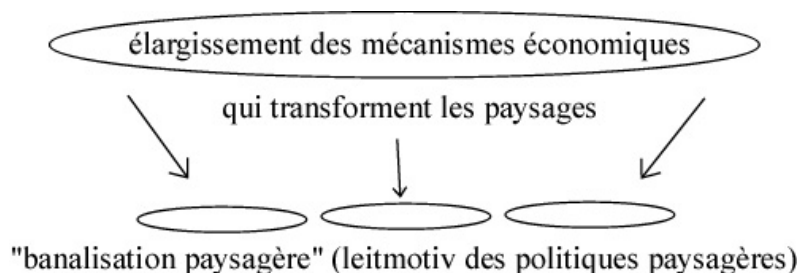 élargissement des mécanismes économiques
qui transforment les paysages
"banalisation paysagère" (leitmotiv des politiques paysagères)